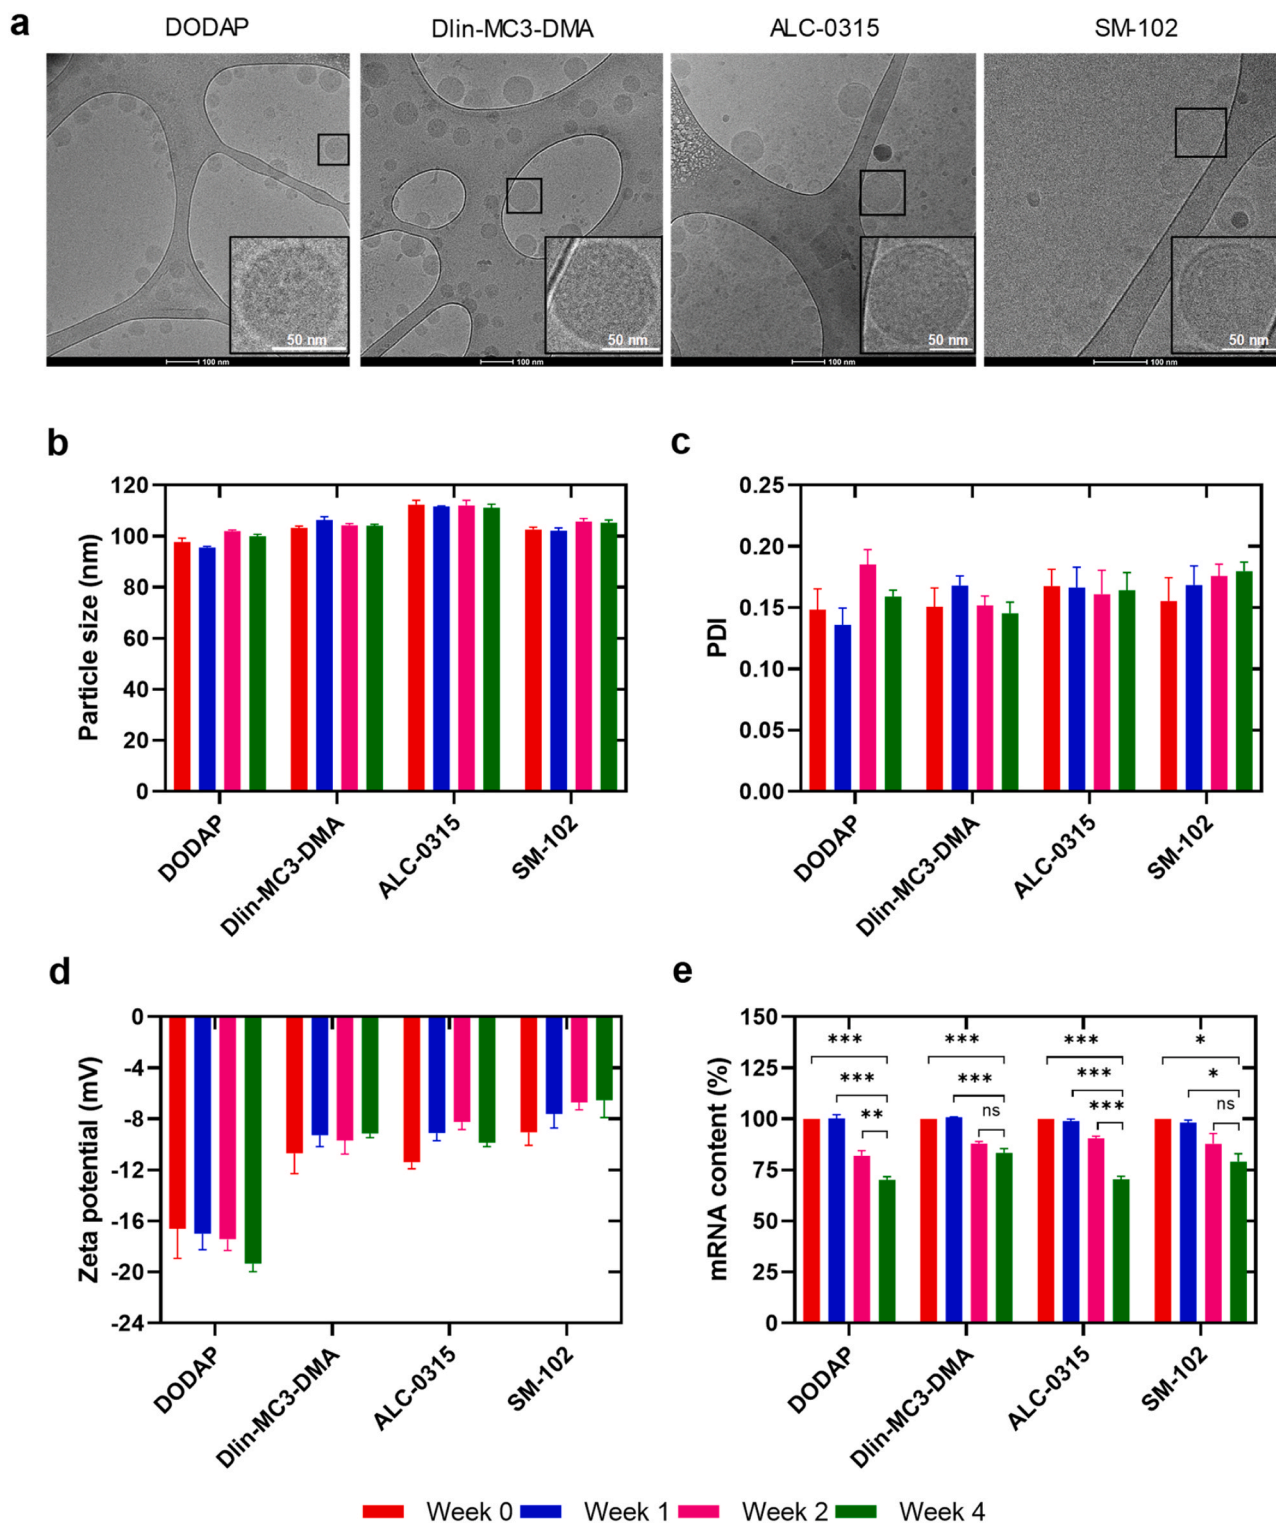 a
DODAP Dlin-MC3-DMA ALC-0315 SM-102
50 nm 50 nm 50 nm 50 nm
100 nm 100 nm 100 nm 100 nm
b
Particle size (nm)
120
100
80
60
40
20
0
DODAP Dlin-MC3-DMA ALC-0315 SM-102
c
PDI
0.25
0.20
0.15
0.10
0.05
0.00
DODAP Dlin-MC3-DMA ALC-0315 SM-102
d
Zeta potential (mV)
0
-4
-8
-12
-16
-20
-24
DODAP Dlin-MC3-DMA ALC-0315 SM-102
e
mRNA content (%)
150
125
100
75
50
25
0
*** *** *** *
*** *** *** *
** ns *** ns
DODAP Dlin-MC3-DMA ALC-0315 SM-102
Week 0 Week 1 Week 2 Week 4